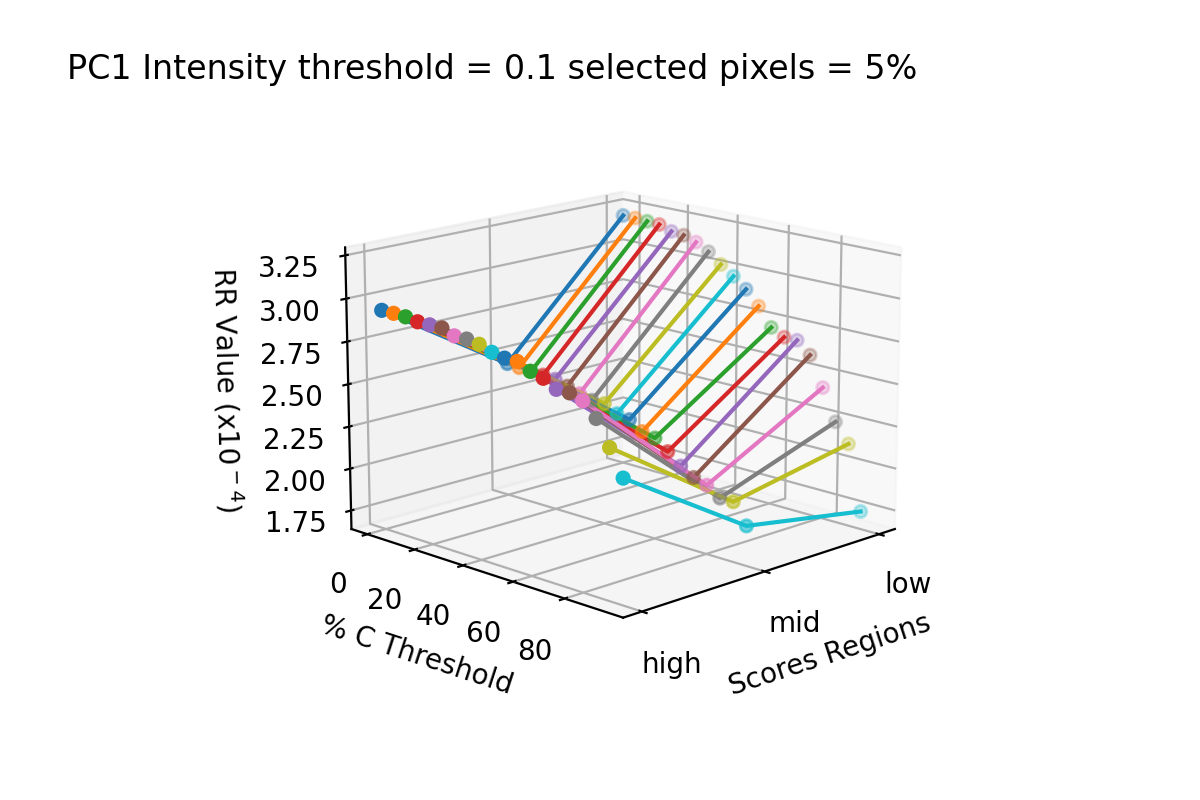 PC1 Intensity threshold = 0.1 selected pixels = 5%
RR Value (x10⁻⁴)
3.25
3.00
2.75
2.50
2.25
2.00
1.75
0
20
40
60
80
% C Threshold
high
mid
low
Scores Regions